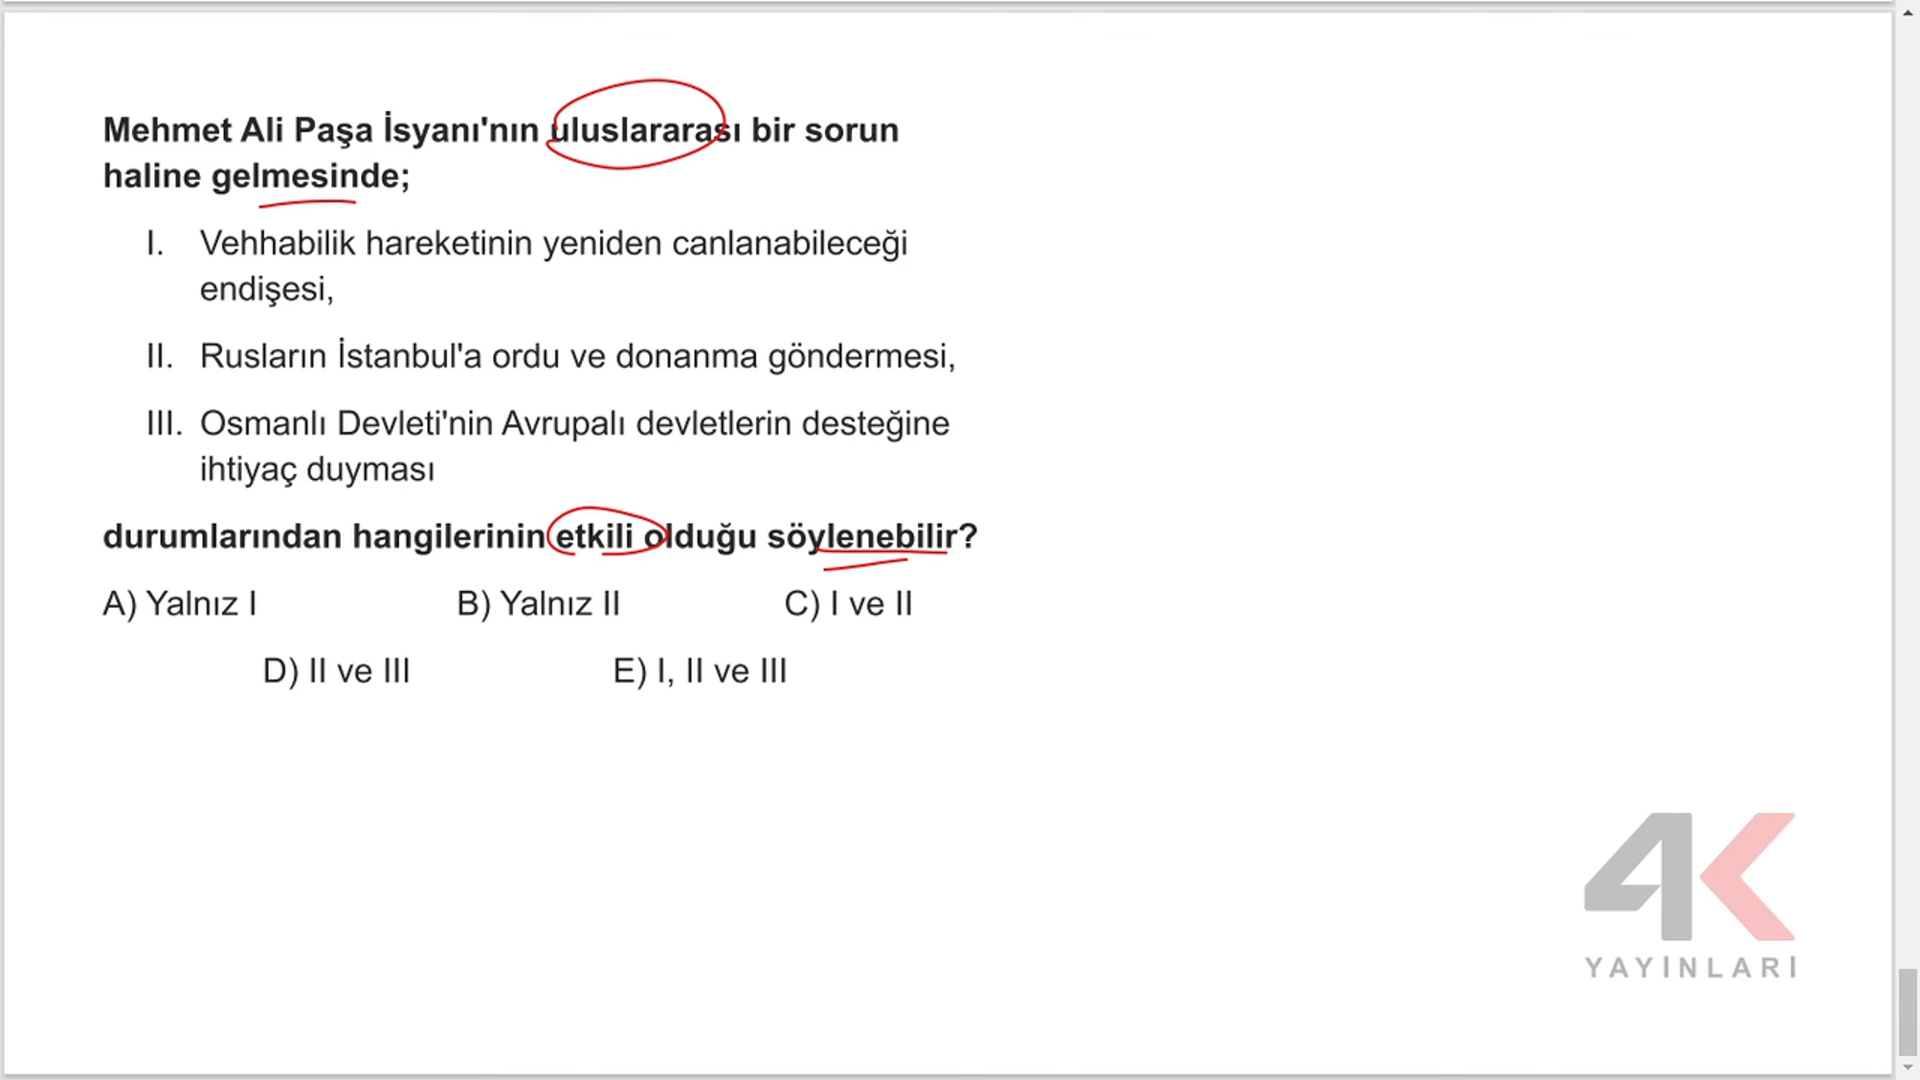 Mehmet Ali Paşa İsyanı'nın uluslararası bir sorun
haline gelmesinde;
I. Vehhabilik hareketinin yeniden canlanabileceği
endişesi,
II. Rusların İstanbul'a ordu ve donanma göndermesi,
III. Osmanlı Devleti'nin Avrupalı devletlerin desteğine
ihtiyaç duyması
durumlarından hangilerinin etkili olduğu söylenebilir?
A) Yalnız I B) Yalnız II C) I ve II
D) II ve III E) I, II ve III
4K
YAYINLARI